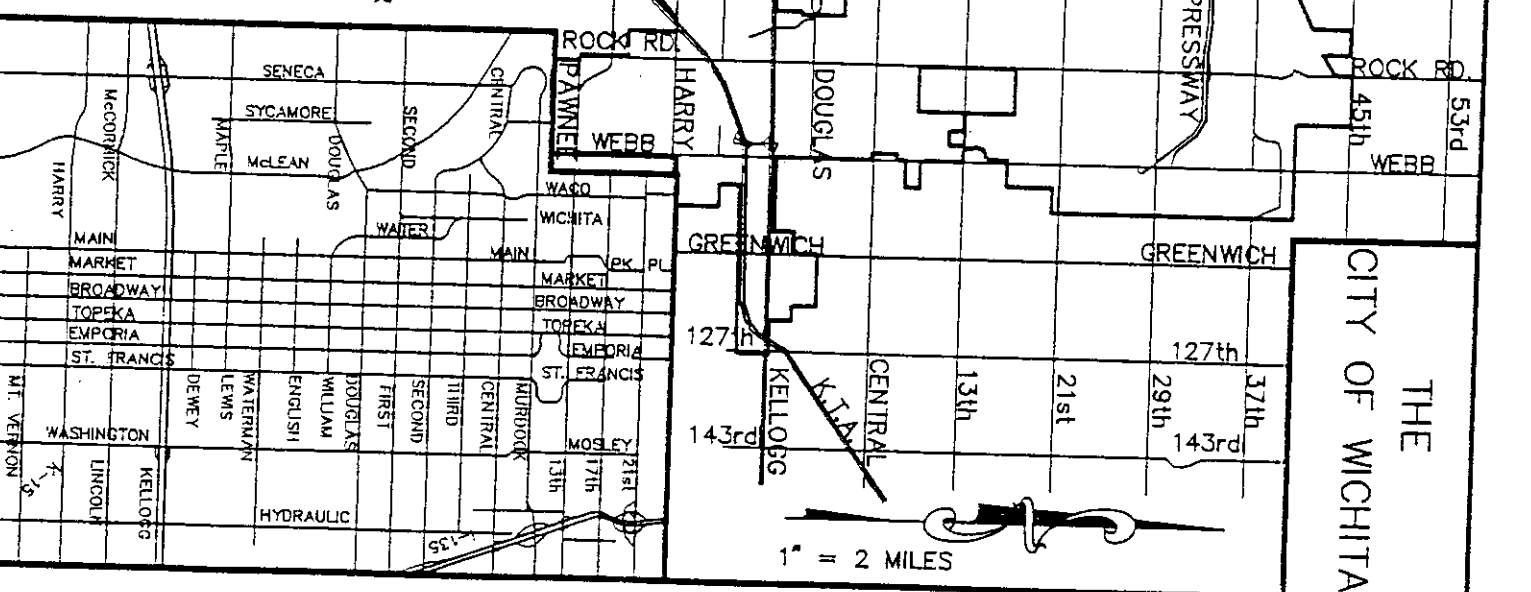 PRESSWAY
ROCK RD.
ROCK RD.
SENECA
CENTRAL
PAWNEE
HARRY
DOUGLAS
45th
53rd
McCORMICK
SYCAMORE
SECOND
MAPLE
DOUGLAS
WEBB
WEBB
McLEAN
HARRY
WACO
WICHITA
WATER
MAIN
MAIN
GREENWICH
GREENWICH
MARKET
PK. PL.
MARKET
BROADWAY
BROADWAY
TOPEKA
TOPEKA
EMPORIA
EMPORIA
ST. FRANCIS
ST. FRANCIS
127th
127th
MT. VERNON
DEWEY
LEWIS
WATERMAN
ENGLISH
WILLIAM
DOUGLAS
FIRST
SECOND
THIRD
CENTRAL
MURDOCK
KELLOGG
K.T.A.
CENTRAL
13th
21st
29th
37th
WASHINGTON
MOSLEY
143rd
143rd
LINCOLN
KELLOGG
13th
17th
21st
HYDRAULIC
I-135
1" = 2 MILES
THE
CITY OF WICHITA